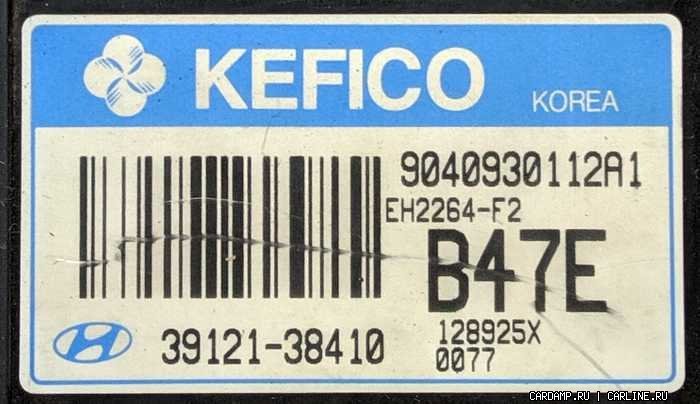 KEFICO
KOREA
9040930112A1
EH2264-F2
B47E
39121-38410
128925X
0077
CARDAMP.RU | CARLINE.RU